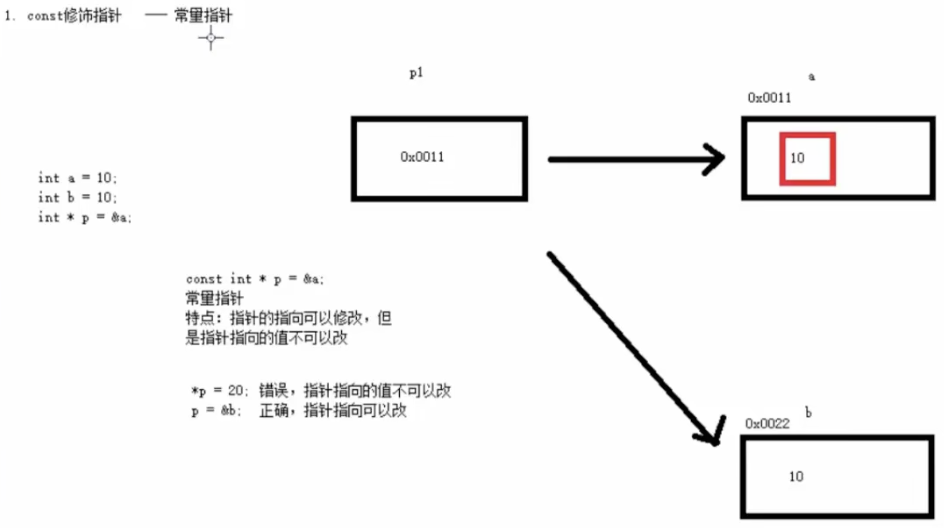 1. const修饰指针 —— 常量指针
p1
a
0x0011
0x0011
10
int a = 10;
int b = 10;
int * p = &a;
const int * p = &a;
常量指针
特点：指针的指向可以修改，但
是指针指向的值不可以改
*p = 20; 错误，指针指向的值不可以改
p = &b; 正确，指针指向可以改
b
0x0022
10